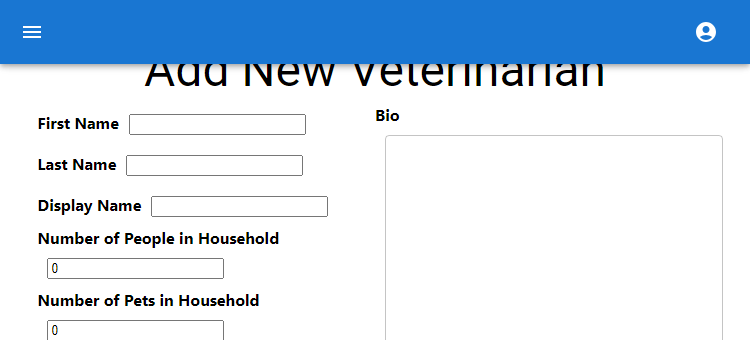 Add New Veterinarian
First Name
Last Name
Display Name
Number of People in Household
0
Number of Pets in Household
0
Bio